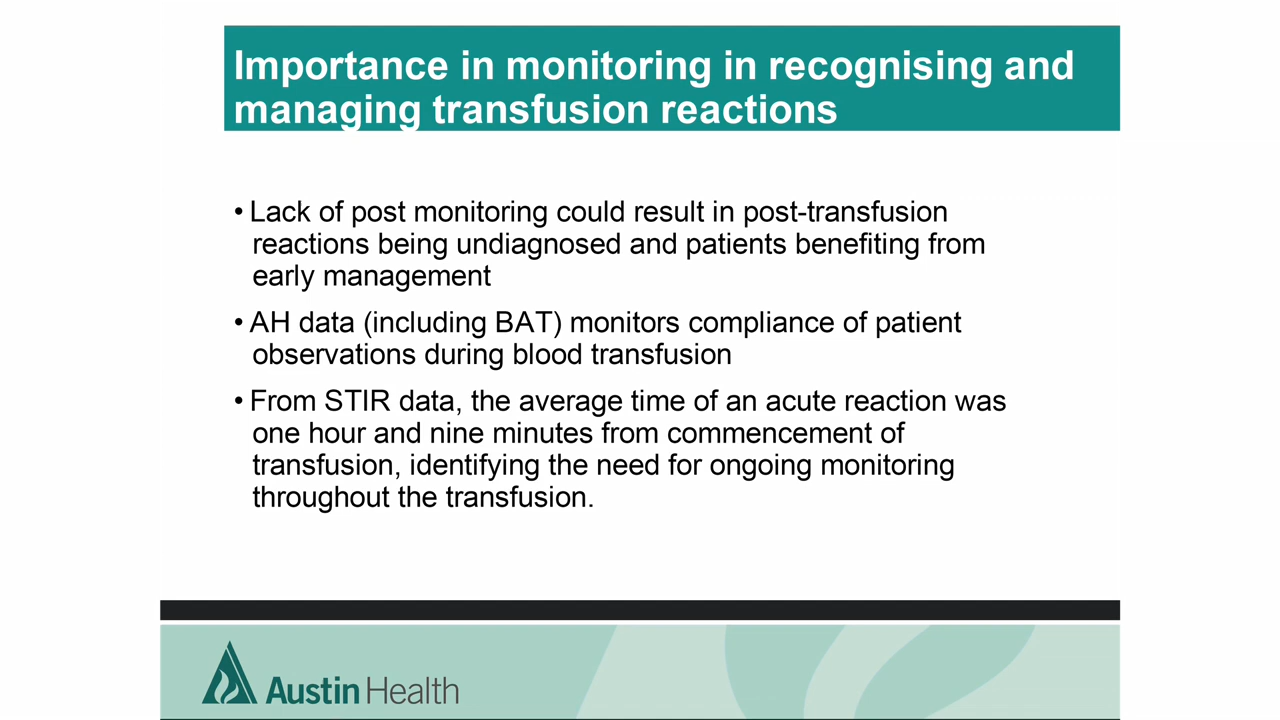 Importance in monitoring in recognising and
managing transfusion reactions
• Lack of post monitoring could result in post-transfusion
reactions being undiagnosed and patients benefiting from
early management
• AH data (including BAT) monitors compliance of patient
observations during blood transfusion
• From STIR data, the average time of an acute reaction was
one hour and nine minutes from commencement of
transfusion, identifying the need for ongoing monitoring
throughout the transfusion.
Austin Health